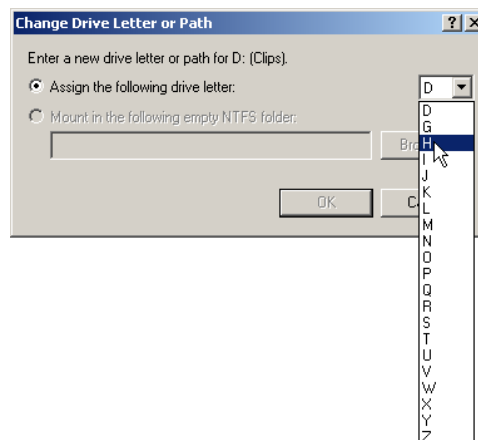 Change Drive Letter or Path
Enter a new drive letter or path for D: (Clips).
Assign the following drive letter:
D
Mount in the following empty NTFS folder:
OK
D
G
H
I
J
K
L
M
N
O
P
Q
R
S
T
U
V
W
X
Y
Z